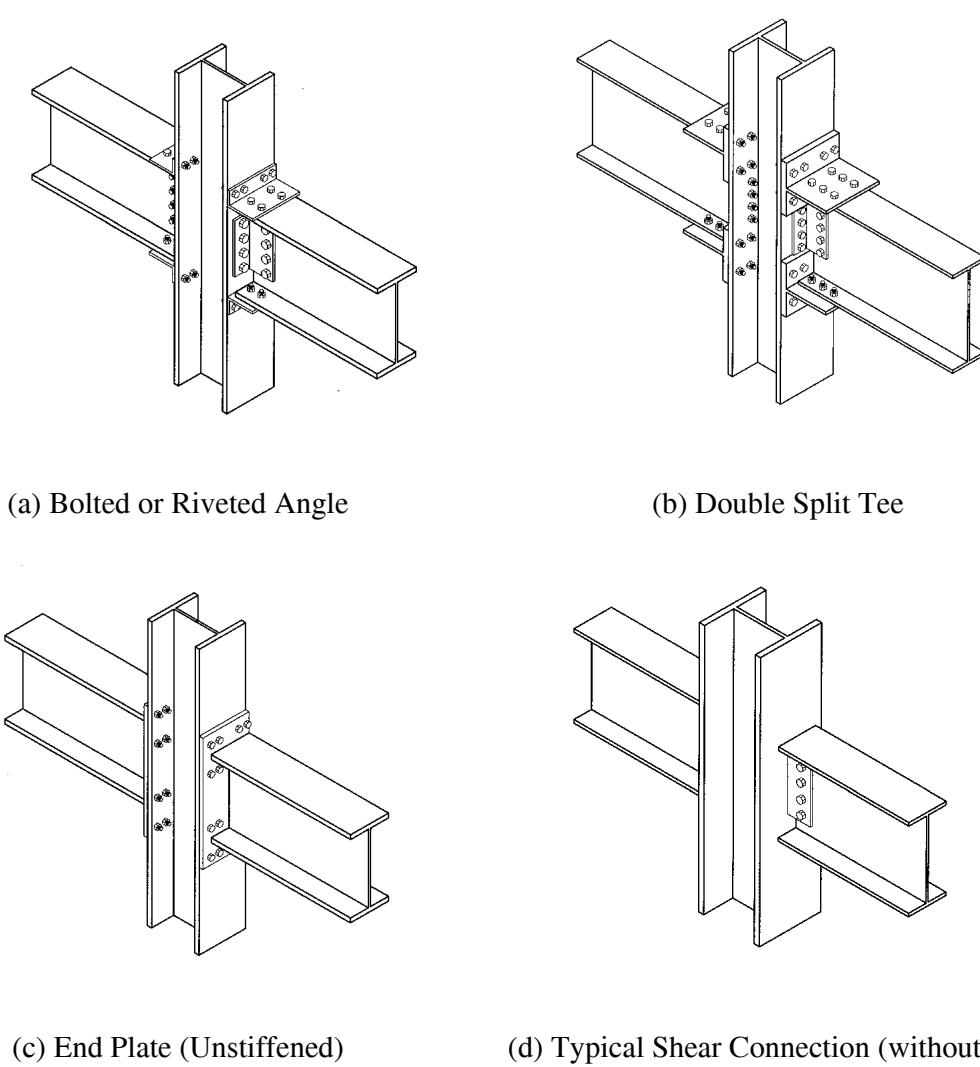 (a) Bolted or Riveted Angle
(b) Double Split Tee
(c) End Plate (Unstiffened)
(d) Typical Shear Connection (without